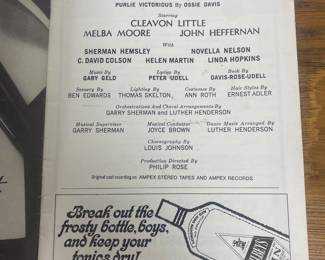 PURLIE VICTORIOUS By OSSIE DAVIS
Starring
CLEAVON LITTLE
MELBA MOORE JOHN HEFFERNAN
With
SHERMAN HEMSLEY NOVELLA NELSON
C. DAVID COLSON HELEN MARTIN LINDA HOPKINS
Music By Lyrics By Book By
GARY GELD PETER UDELL DAVIS-ROSE-UDELL
Scenery By Lighting By Costumes By Hair Styles By
BEN EDWARDS THOMAS SKELTON ANN ROTH ERNEST ADLER
Orchestrations And Choral Arrangements By
GARRY SHERMAN and LUTHER HENDERSON
Musical Supervisor Musical Conductor Dance Music Arranged By
GARRY SHERMAN JOYCE BROWN LUTHER HENDERSON
Choreography By
LOUIS JOHNSON
Production Directed By
PHILIP ROSE
Original cast recording on AMPEX STEREO TAPES and AMPEX RECORDS
Break out the
frosty bottle, boys,
and keep your
tonics dry!